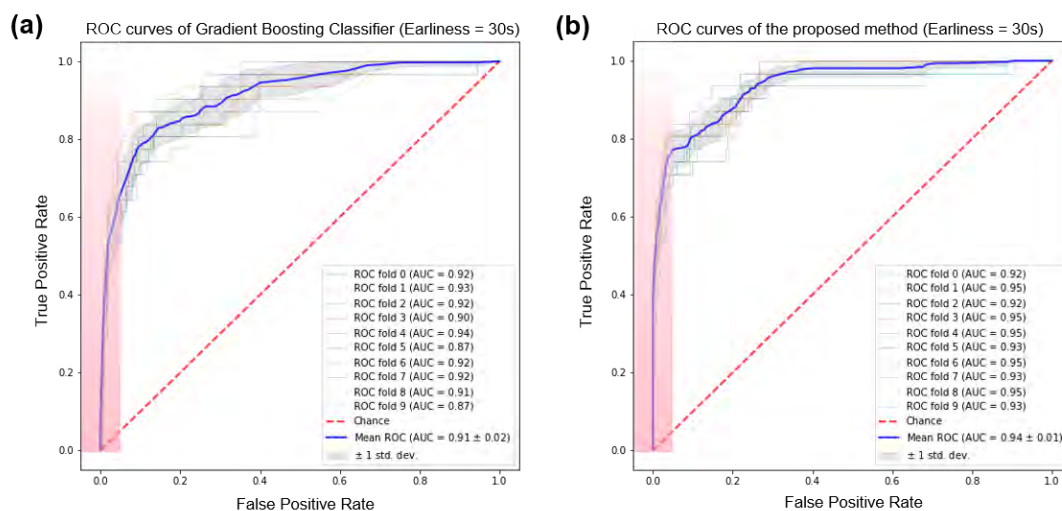 (a)
ROC curves of Gradient Boosting Classifier (Earliness = 30s)
1.0
0.8
0.6
0.4
0.2
0.0
True Positive Rate
ROC fold 0 (AUC = 0.92)
ROC fold 1 (AUC = 0.93)
ROC fold 2 (AUC = 0.92)
ROC fold 3 (AUC = 0.90)
ROC fold 4 (AUC = 0.94)
ROC fold 5 (AUC = 0.87)
ROC fold 6 (AUC = 0.92)
ROC fold 7 (AUC = 0.92)
ROC fold 8 (AUC = 0.91)
ROC fold 9 (AUC = 0.87)
Chance
Mean ROC (AUC = 0.91 ± 0.02)
± 1 std. dev.
0.0 0.2 0.4 0.6 0.8 1.0
False Positive Rate
(b)
ROC curves of the proposed method (Earliness = 30s)
1.0
0.8
0.6
0.4
0.2
0.0
True Positive Rate
ROC fold 0 (AUC = 0.92)
ROC fold 1 (AUC = 0.95)
ROC fold 2 (AUC = 0.92)
ROC fold 3 (AUC = 0.95)
ROC fold 4 (AUC = 0.95)
ROC fold 5 (AUC = 0.93)
ROC fold 6 (AUC = 0.95)
ROC fold 7 (AUC = 0.93)
ROC fold 8 (AUC = 0.95)
ROC fold 9 (AUC = 0.93)
Chance
Mean ROC (AUC = 0.94 ± 0.01)
± 1 std. dev.
0.0 0.2 0.4 0.6 0.8 1.0
False Positive Rate